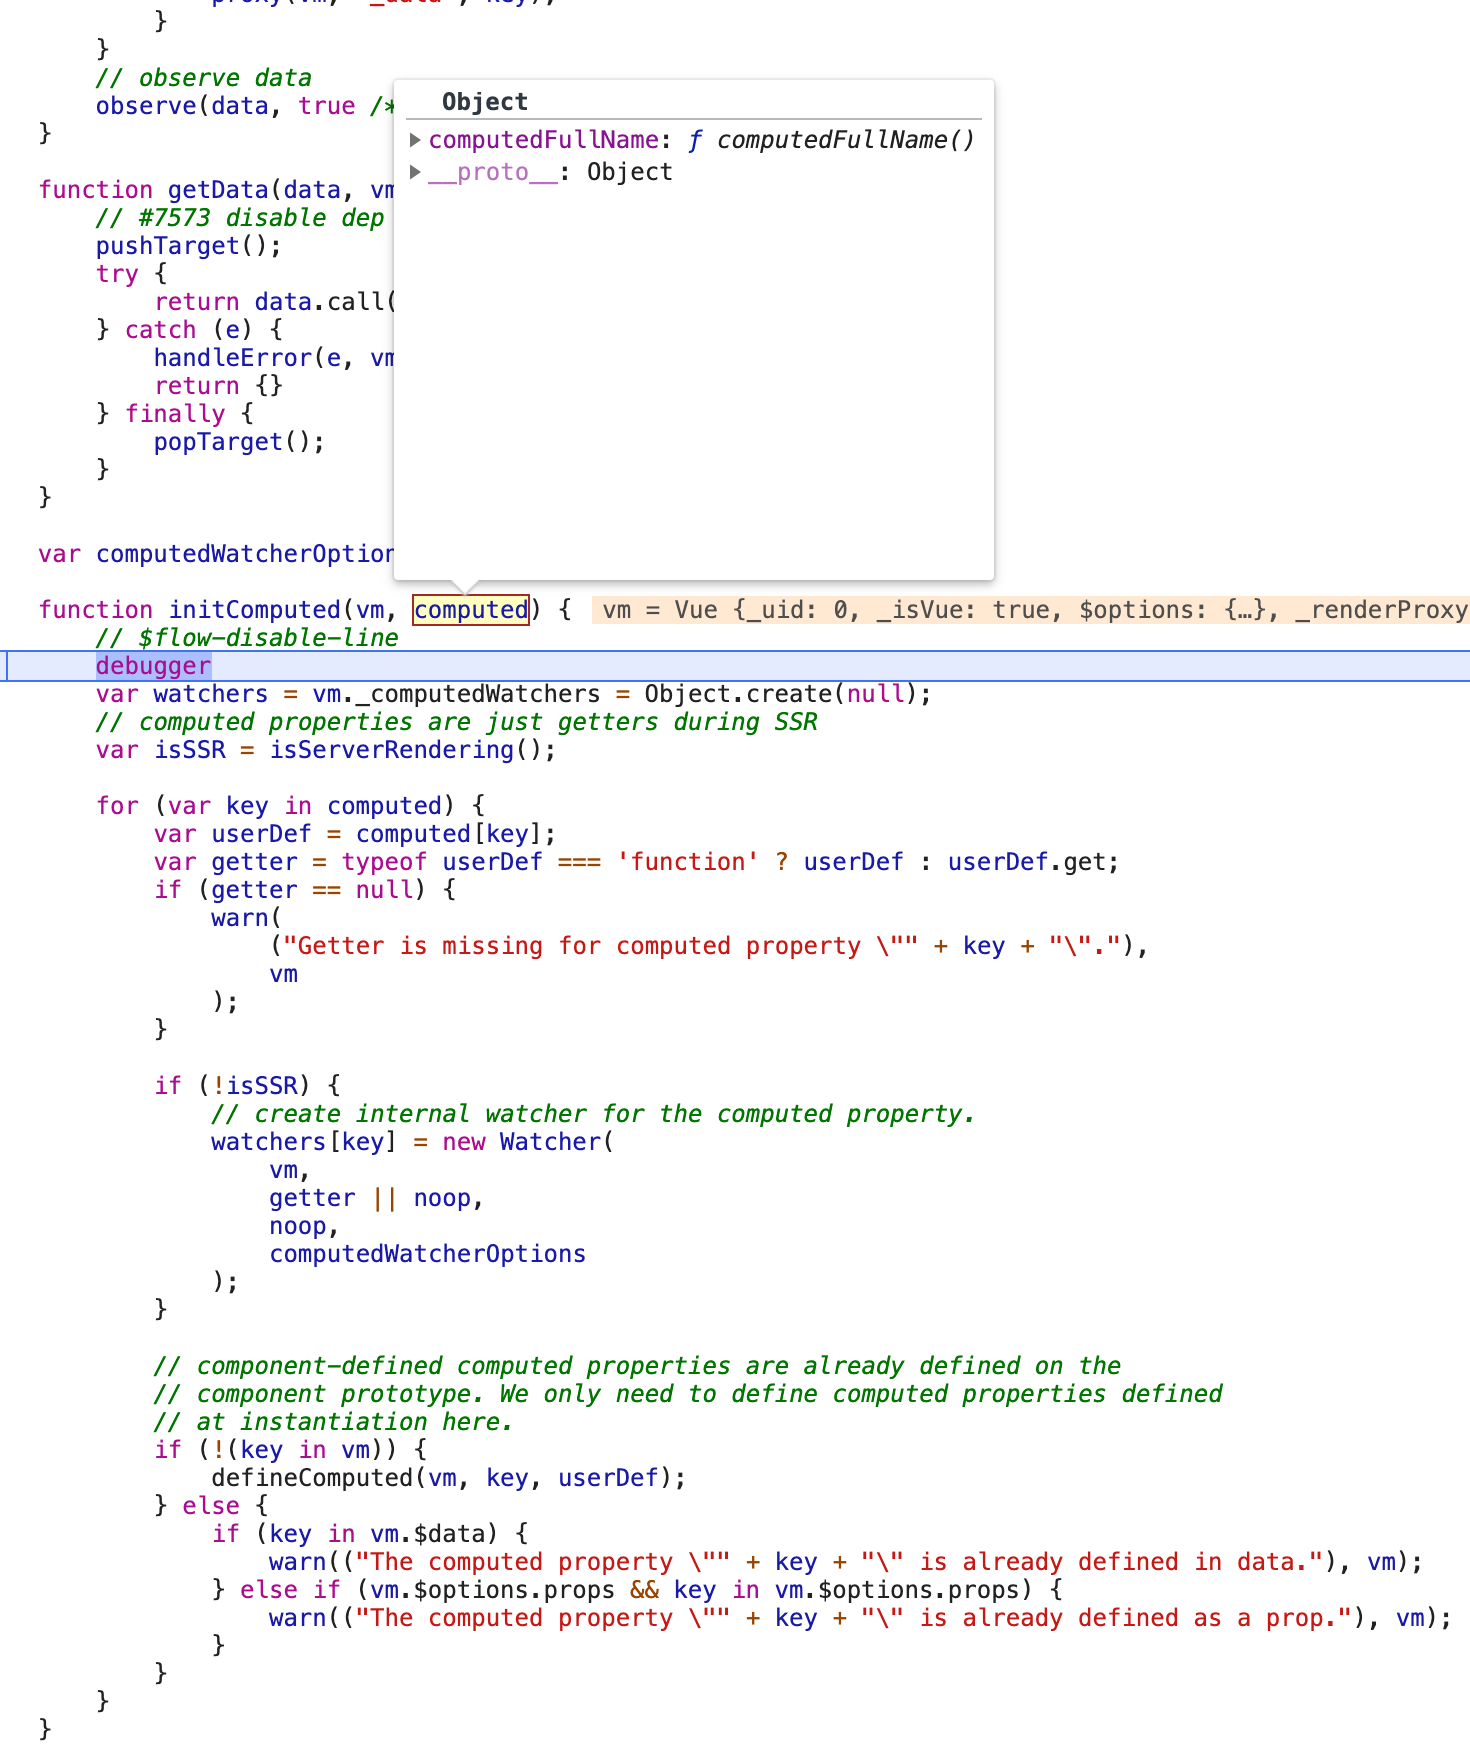 proxy(vm, "_data", key);
}
}
// observe data
observe(data, true /*
}
function getData(data, vm
// #7573 disable dep
pushTarget();
try {
return data.call(
} catch (e) {
handleError(e, vm
return {}
} finally {
popTarget();
}
}
var computedWatcherOption
Object
computedFullName: ƒ computedFullName()
__proto__: Object
function initComputed(vm, computed) { vm = Vue {_uid: 0, _isVue: true, $options: {…}, _renderProxy
// $flow-disable-line
debugger
var watchers = vm._computedWatchers = Object.create(null);
// computed properties are just getters during SSR
var isSSR = isServerRendering();
for (var key in computed) {
var userDef = computed[key];
var getter = typeof userDef === 'function' ? userDef : userDef.get;
if (getter == null) {
warn(
("Getter is missing for computed property \"" + key + "\"."),
vm
);
}
if (!isSSR) {
// create internal watcher for the computed property.
watchers[key] = new Watcher(
vm,
getter || noop,
noop,
computedWatcherOptions
);
}
// component-defined computed properties are already defined on the
// component prototype. We only need to define computed properties defined
// at instantiation here.
if (!(key in vm)) {
defineComputed(vm, key, userDef);
} else {
if (key in vm.$data) {
warn(("The computed property \"" + key + "\" is already defined in data."), vm);
} else if (vm.$options.props && key in vm.$options.props) {
warn(("The computed property \"" + key + "\" is already defined as a prop."), vm);
}
}
}
}